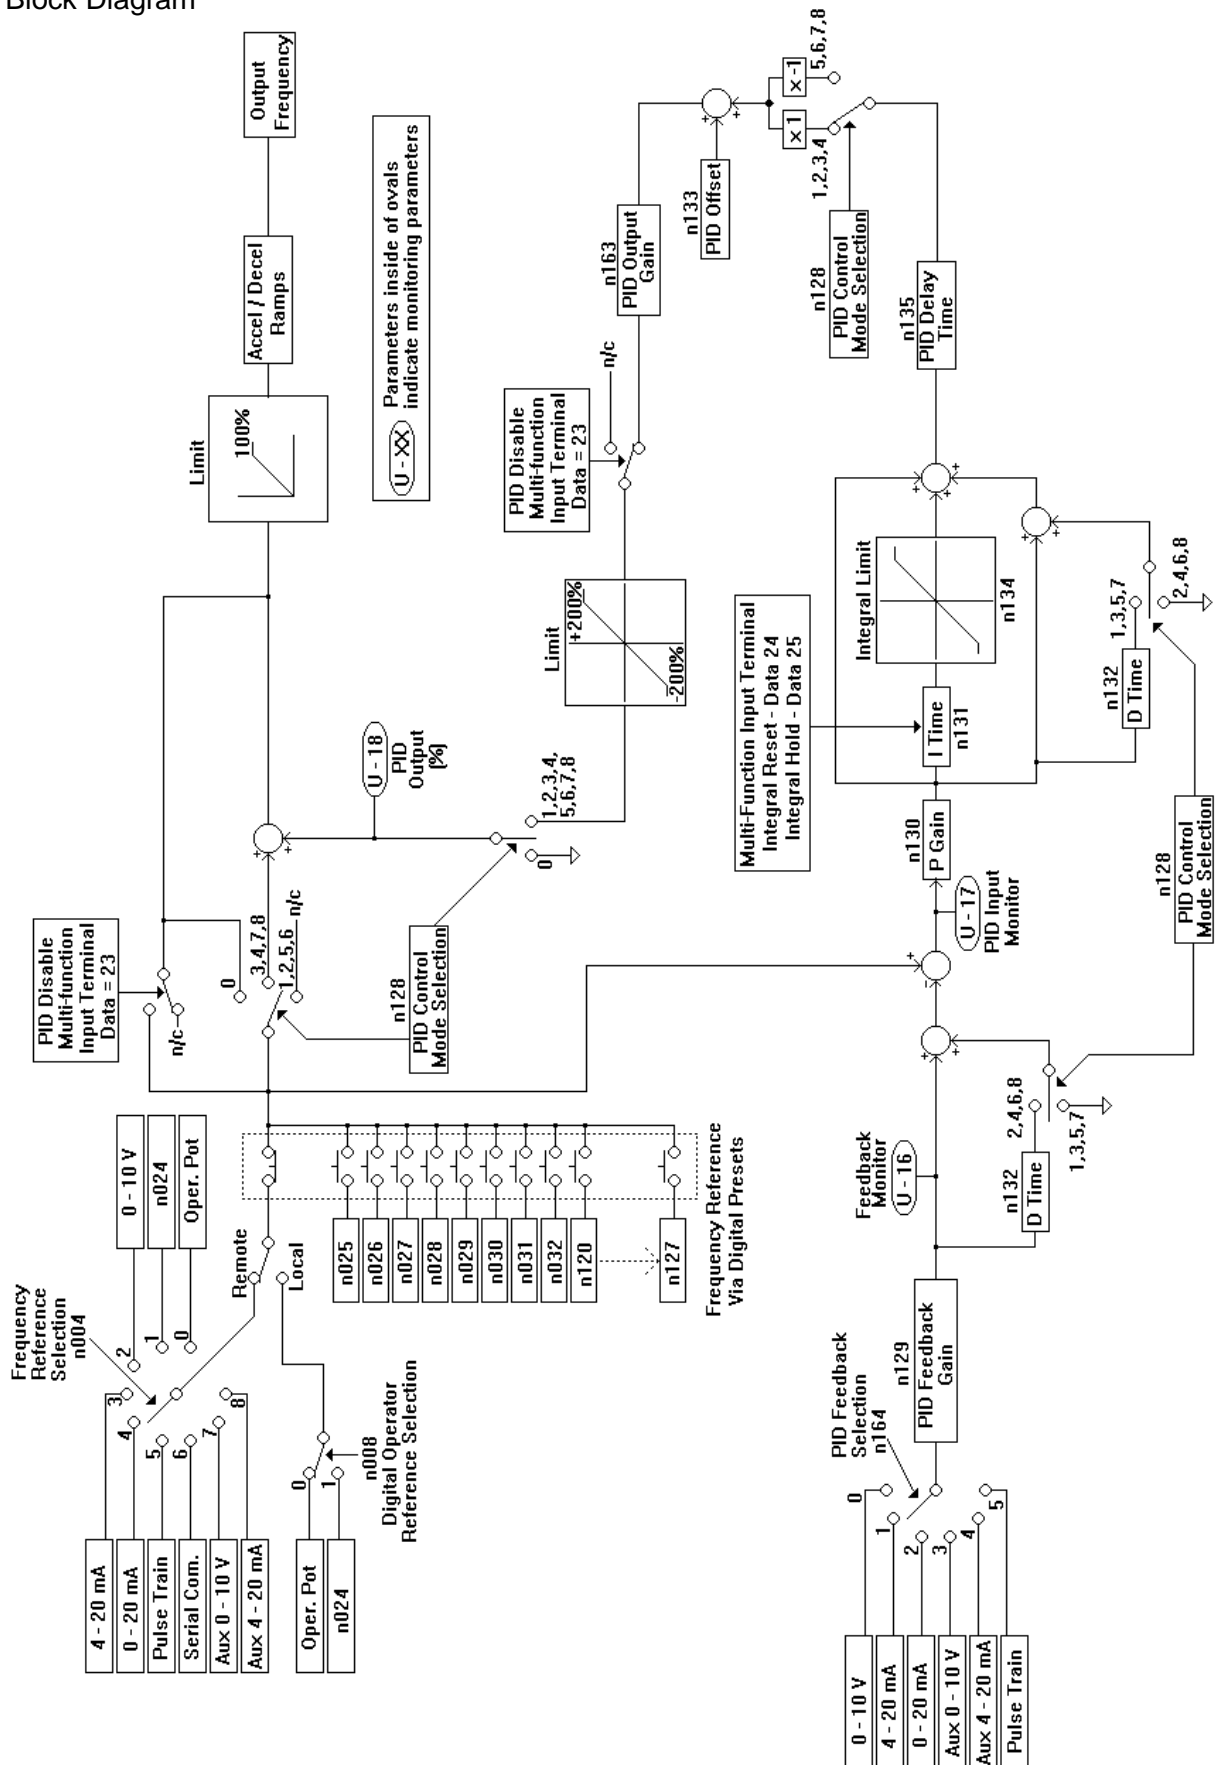 Block Diagram
Frequency
Reference
Selection
n004
0 - 10 V
n024
Oper. Pot
2
1
0
3
4
5
6
7
8
4 - 20 mA
0 - 20 mA
Pulse Train
Serial Com.
Aux 0 - 10 V
Aux 4 - 20 mA
Remote
Local
0
1
n008
Digital Operator
Reference Selection
Oper. Pot
n024
n025
n026
n027
n028
n029
n030
n031
n032
n120
n127
Frequency Reference
Via Digital Presets
PID Disable
Multi-function
Input Terminal
Data = 23
n/c
0
3,4,7,8
1,2,5,6
n/c
n128
PID Control
Mode Selection
U - 18
PID
Output
(%)
0
1,2,3,4,
5,6,7,8
Limit
100%
Accel / Decel
Ramps
Output
Frequency
U - XX
Parameters inside of ovals
indicate monitoring parameters
Limit
+200%
-200%
PID Disable
Multi-function
Input Terminal
Data = 23
n/c
n163
PID Output
Gain
n133
PID Offset
x 1
x -1
1,2,3,4
5,6,7,8
n128
PID Control
Mode Selection
n135
PID Delay
Time
PID Feedback
Selection
n164
0
1
2
3
4
5
0 - 10 V
4 - 20 mA
0 - 20 mA
Aux 0 - 10 V
Aux 4 - 20 mA
Pulse Train
n129
PID Feedback
Gain
Feedback
Monitor
U - 16
n132
D Time
2,4,6,8
1,3,5,7
U - 17
PID Input
Monitor
n130
P Gain
Multi-Function Input Terminal
Integral Reset - Data 24
Integral Hold - Data 25
I Time
n131
Integral Limit
n134
n132
D Time
1,3,5,7
2,4,6,8
n128
PID Control
Mode Selection
+
+
+
+
+
+
+
-
+
+
+
+
+
+
+